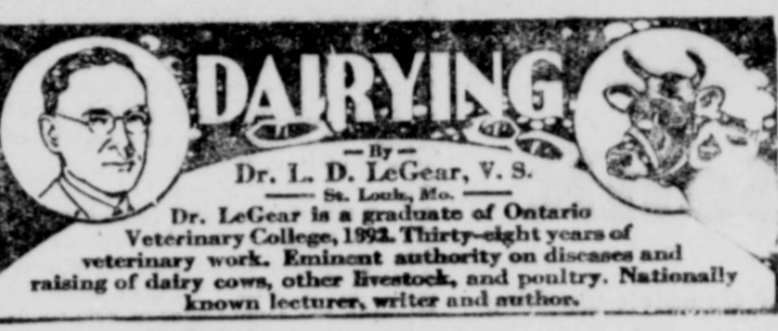 DAIRYING
— By —
Dr. L. D. LeGear, V. S.
St. Louis, Mo.
Dr. LeGear is a graduate of Ontario
Veterinary College, 1892. Thirty-eight years of
veterinary work. Eminent authority on diseases and
raising of dairy cows, other livestock, and poultry. Nationally
known lecturer, writer and author.